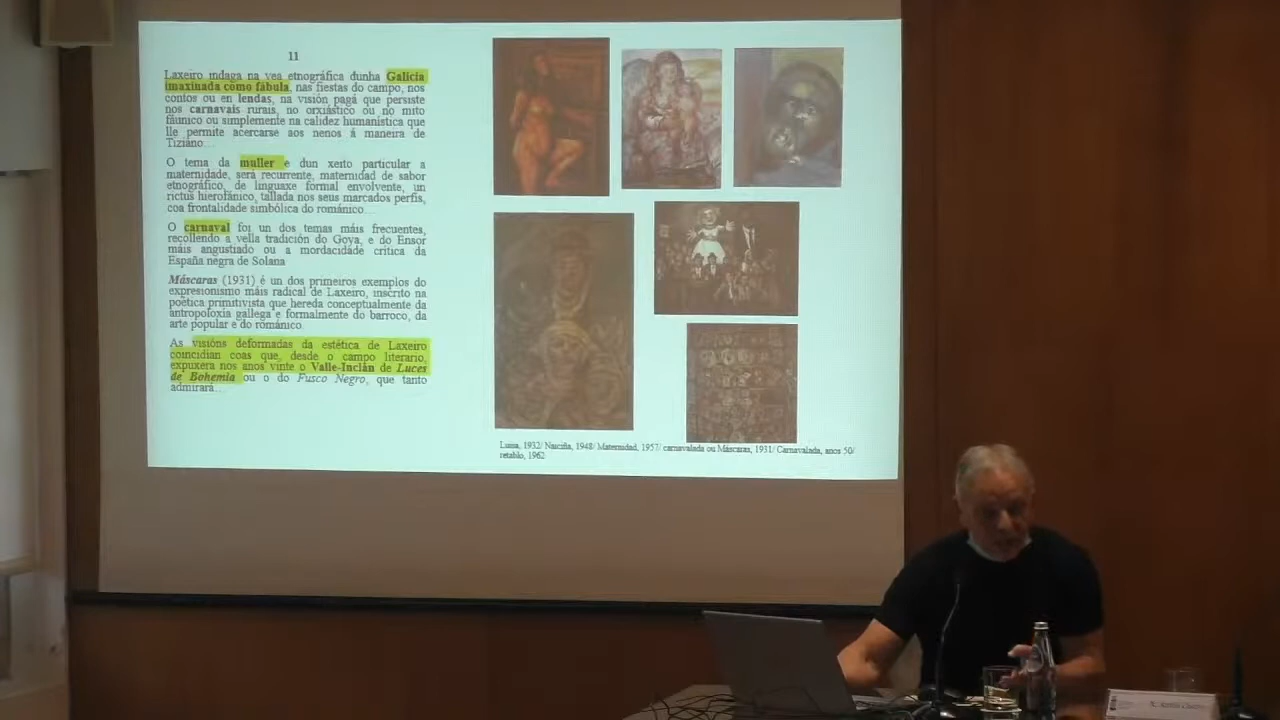 11
Laxeiro indaga na vea etnográfica dunha Galicia
imaxinada como fábula, nas fiestas do campo, nos
contos ou en lendas, na visión pagá que persiste
nos carnavais rurais, no orxiástico ou no mito
fáunico ou simplemente na calidez humanística que
lle permite acercarse aos nenos á maneira de
Tiziano...
O tema da muller e dun xeito particular a
maternidade, será recurrente, maternidad de sabor
etnográfico, de linguaxe formal envolvente, un
rictus hierofánico, tallada nos seus marcados perfis,
coa frontalidade simbólica do románico...
O carnaval foi un dos temas máis frecuentes,
recollendo a vella tradición do Goya, e do Ensor
máis angustiado ou a mordacidade crítica da
España negra de Solana
Máscaras (1931) é un dos primeiros exemplos do
expresionismo máis radical de Laxeiro, inscrito na
poética primitivista que hereda conceptualmente da
antropoloxía gallega e formalmente do barroco, da
arte popular e do románico.
As visións deformadas da estética de Laxeiro
coincidían coas que, desde o campo literario,
expuxera nos anos vinte o Valle-Inclán de Luces
de Bohemia ou o do Fusco Negro, que tanto
admirará...
Luisa, 1932/ Naiciña, 1948/ Maternidad, 1957/ carnavalada ou Máscaras, 1931/ Carnavalada, anos 50/
retablo, 1962